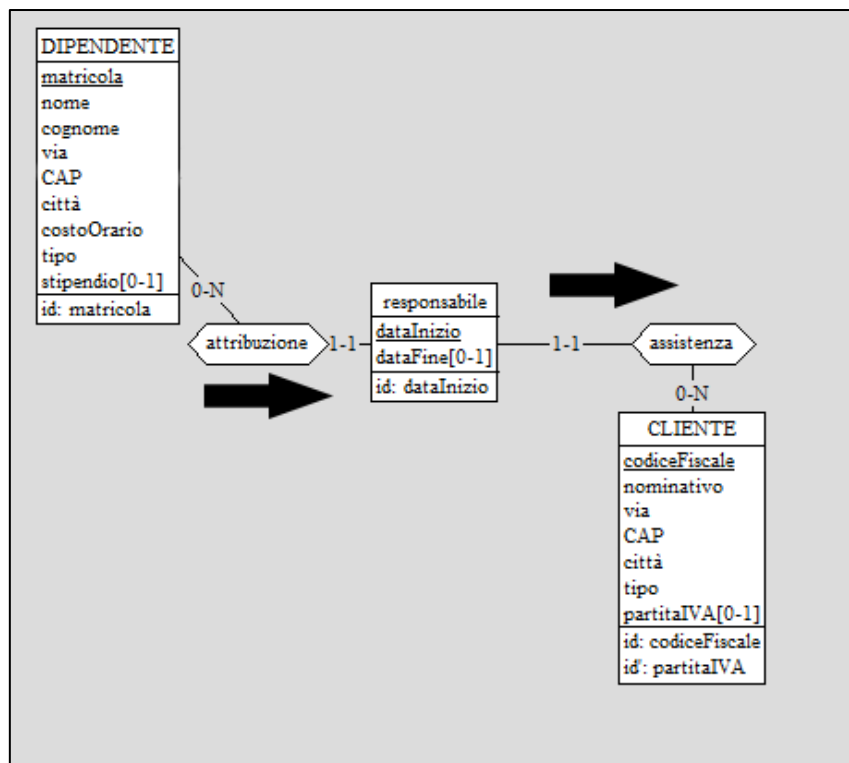 DIPENDENTE
matricola
nome
cognome
via
CAP
città
costoOrario
tipo
stipendio[0-1]
id: matricola
0-N
attribuzione
1-1
responsabile
dataInizio
dataFine[0-1]
id: dataInizio
1-1
assistenza
0-N
CLIENTE
codiceFiscale
nominativo
via
CAP
città
tipo
partitaIVA[0-1]
id: codiceFiscale
id': partitaIVA